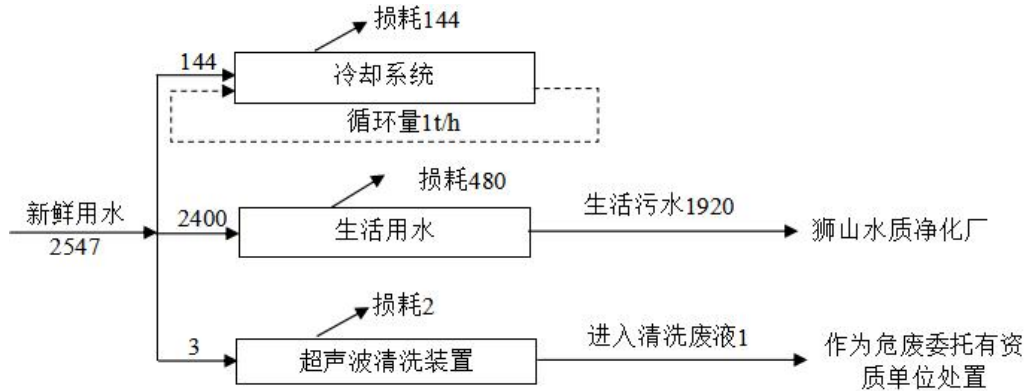 损耗144
144
冷却系统
循环量1t/h
损耗480
新鲜用水
2547
2400
生活用水
生活污水1920
狮山水质净化厂
损耗2
3
超声波清洗装置
进入清洗废液1
作为危废委托有资
质单位处置